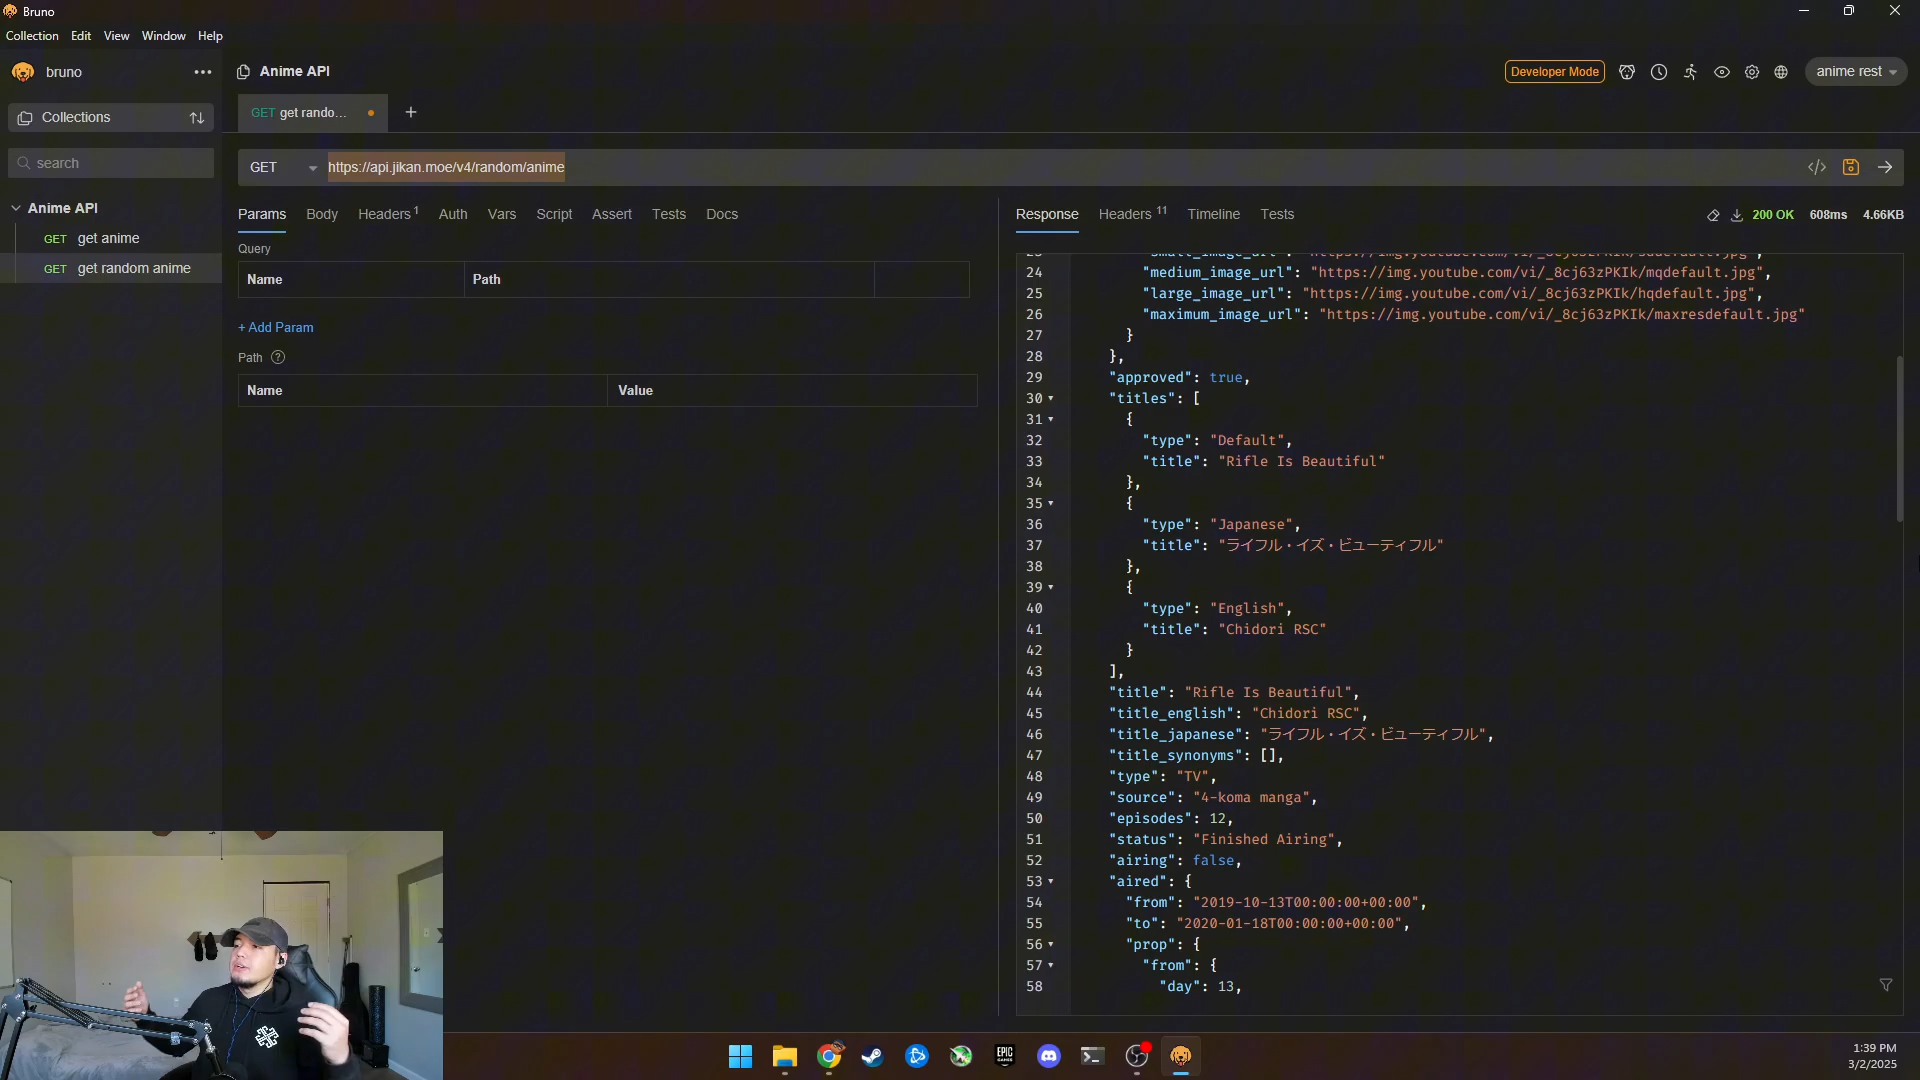 Bruno
Collection Edit View Window Help
bruno
Anime API
Developer Mode
anime rest
Collections
GET get rando...
search
GET https://api.jikan.moe/v4/random/anime
Anime API
GET get anime
GET get random anime
Params Body Headers 1 Auth Vars Script Assert Tests Docs
Query
Name Path
+ Add Param
Path ?
Name Value
Response Headers 11 Timeline Tests
200 OK 608ms 4.66KB
24 "medium_image_url": "https://img.youtube.com/vi/_8cj63zPKIk/mqdefault.jpg",
25 "large_image_url": "https://img.youtube.com/vi/_8cj63zPKIk/hqdefault.jpg",
26 "maximum_image_url": "https://img.youtube.com/vi/_8cj63zPKIk/maxresdefault.jpg"
27 }
28 },
29 "approved": true,
30 "titles": [
31 {
32 "type": "Default",
33 "title": "Rifle Is Beautiful"
34 },
35 {
36 "type": "Japanese",
37 "title": "ライフル・イズ・ビューティフル"
38 },
39 {
40 "type": "English",
41 "title": "Chidori RSC"
42 }
43 ],
44 "title": "Rifle Is Beautiful",
45 "title_english": "Chidori RSC",
46 "title_japanese": "ライフル・イズ・ビューティフル",
47 "title_synonyms": [],
48 "type": "TV",
49 "source": "4-koma manga",
50 "episodes": 12,
51 "status": "Finished Airing",
52 "airing": false,
53 "aired": {
54 "from": "2019-10-13T00:00:00+00:00",
55 "to": "2020-01-18T00:00:00+00:00",
56 "prop": {
57 "from": {
58 "day": 13,
EPIC GAMES
1:39 PM
3/2/2025